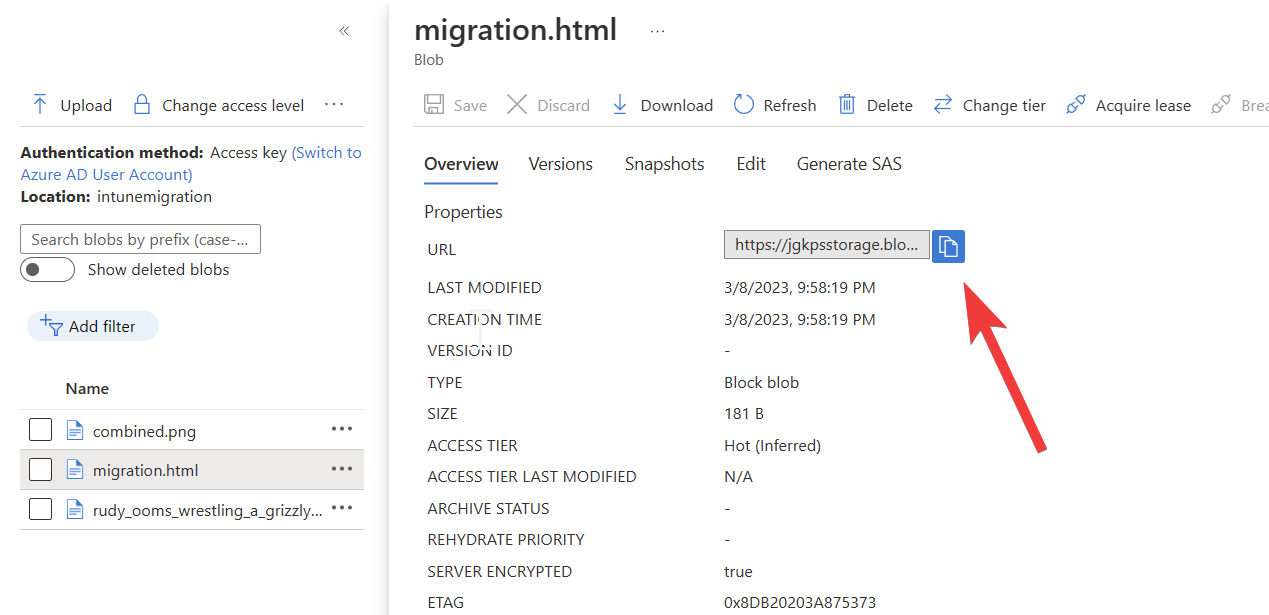 «
Upload
Change access level
...
Authentication method: Access key (Switch to
Azure AD User Account)
Location: intunemigration
Search blobs by prefix (case-...
Show deleted blobs
Add filter
Name
combined.png
...
migration.html
...
rudy_ooms_wrestling_a_grizzly...
...
migration.html
...
Blob
Save
Discard
Download
Refresh
Delete
Change tier
Acquire lease
Brea
Overview
Versions
Snapshots
Edit
Generate SAS
Properties
URL
https://jgkpsstorage.blo...
LAST MODIFIED
3/8/2023, 9:58:19 PM
CREATION TIME
3/8/2023, 9:58:19 PM
VERSION ID
-
TYPE
Block blob
SIZE
181 B
ACCESS TIER
Hot (Inferred)
ACCESS TIER LAST MODIFIED
N/A
ARCHIVE STATUS
-
REHYDRATE PRIORITY
-
SERVER ENCRYPTED
true
ETAG
0x8DB20203A875373